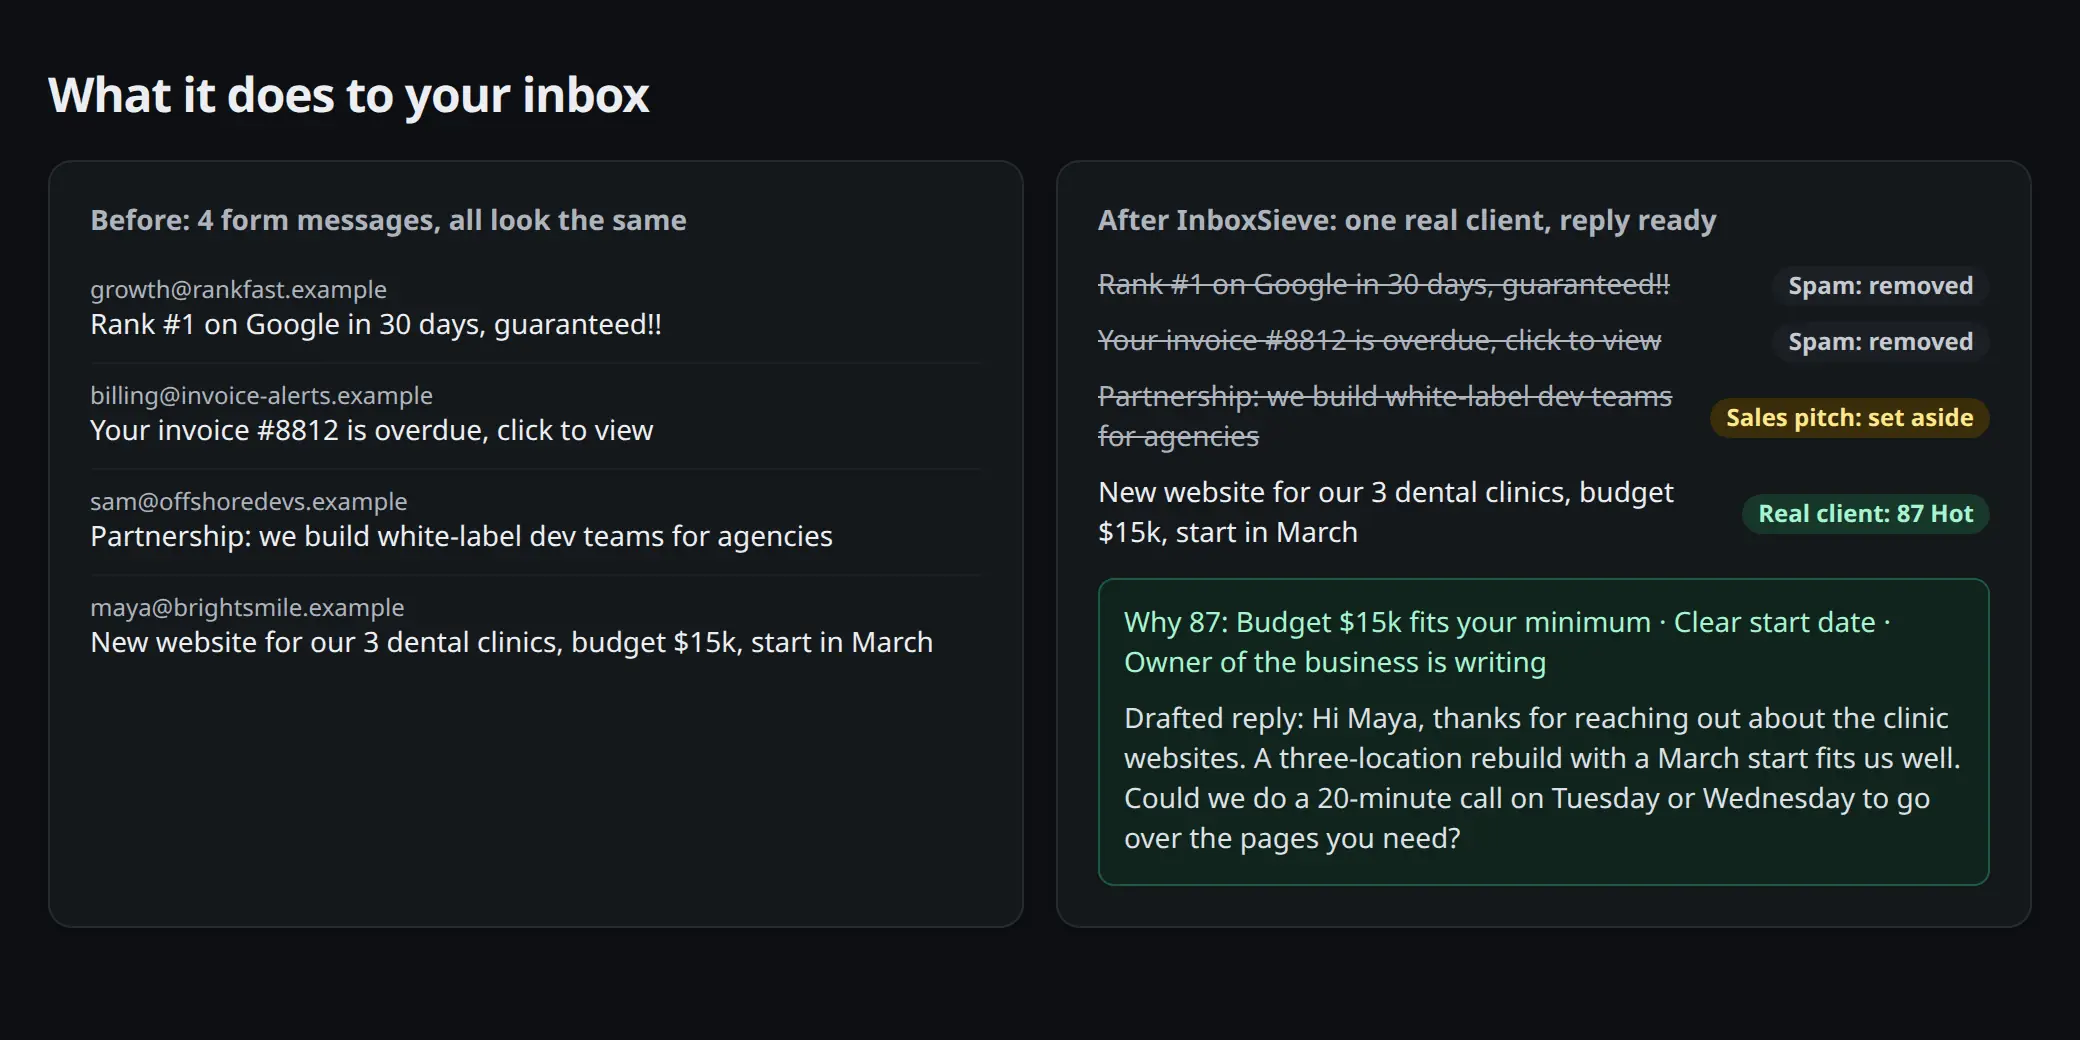 What it does to your inbox
Before: 4 form messages, all look the same
growth@rankfast.example
Rank #1 on Google in 30 days, guaranteed!!
billing@invoice-alerts.example
Your invoice #8812 is overdue, click to view
sam@offshoredevs.example
Partnership: we build white-label dev teams for agencies
maya@brightsmile.example
New website for our 3 dental clinics, budget $15k, start in March
After InboxSieve: one real client, reply ready
Rank #1 on Google in 30 days, guaranteed!!
Spam: removed
Your invoice #8812 is overdue, click to view
Spam: removed
Partnership: we build white-label dev teams
for agencies
Sales pitch: set aside
New website for our 3 dental clinics, budget
$15k, start in March
Real client: 87 Hot
Why 87: Budget $15k fits your minimum · Clear start date ·
Owner of the business is writing
Drafted reply: Hi Maya, thanks for reaching out about the clinic
websites. A three-location rebuild with a March start fits us well.
Could we do a 20-minute call on Tuesday or Wednesday to go
over the pages you need?